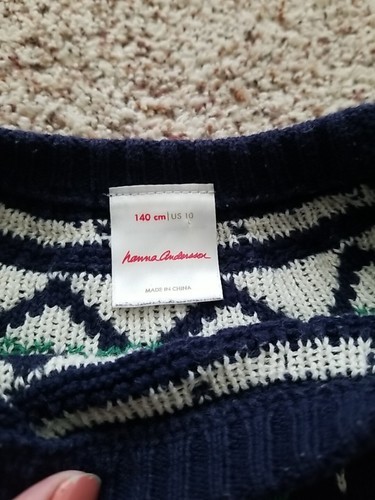 140 cm | US 10
hanna andersson
MADE IN CHINA